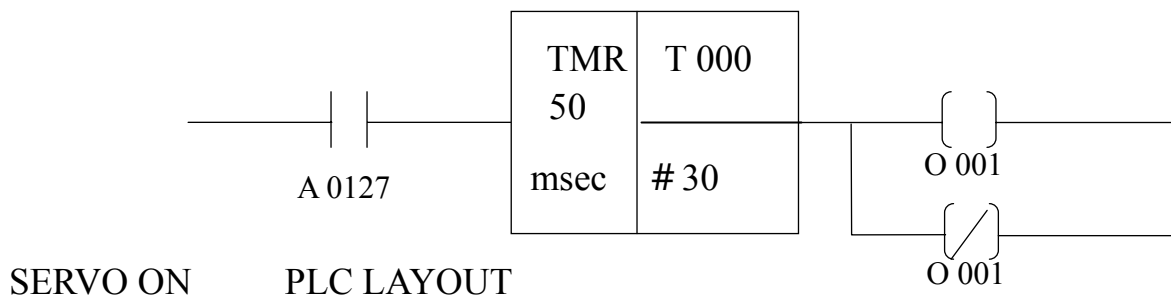 TMR T 000
50
msec # 30
A 0127
O 001
O 001
SERVO ON PLC LAYOUT